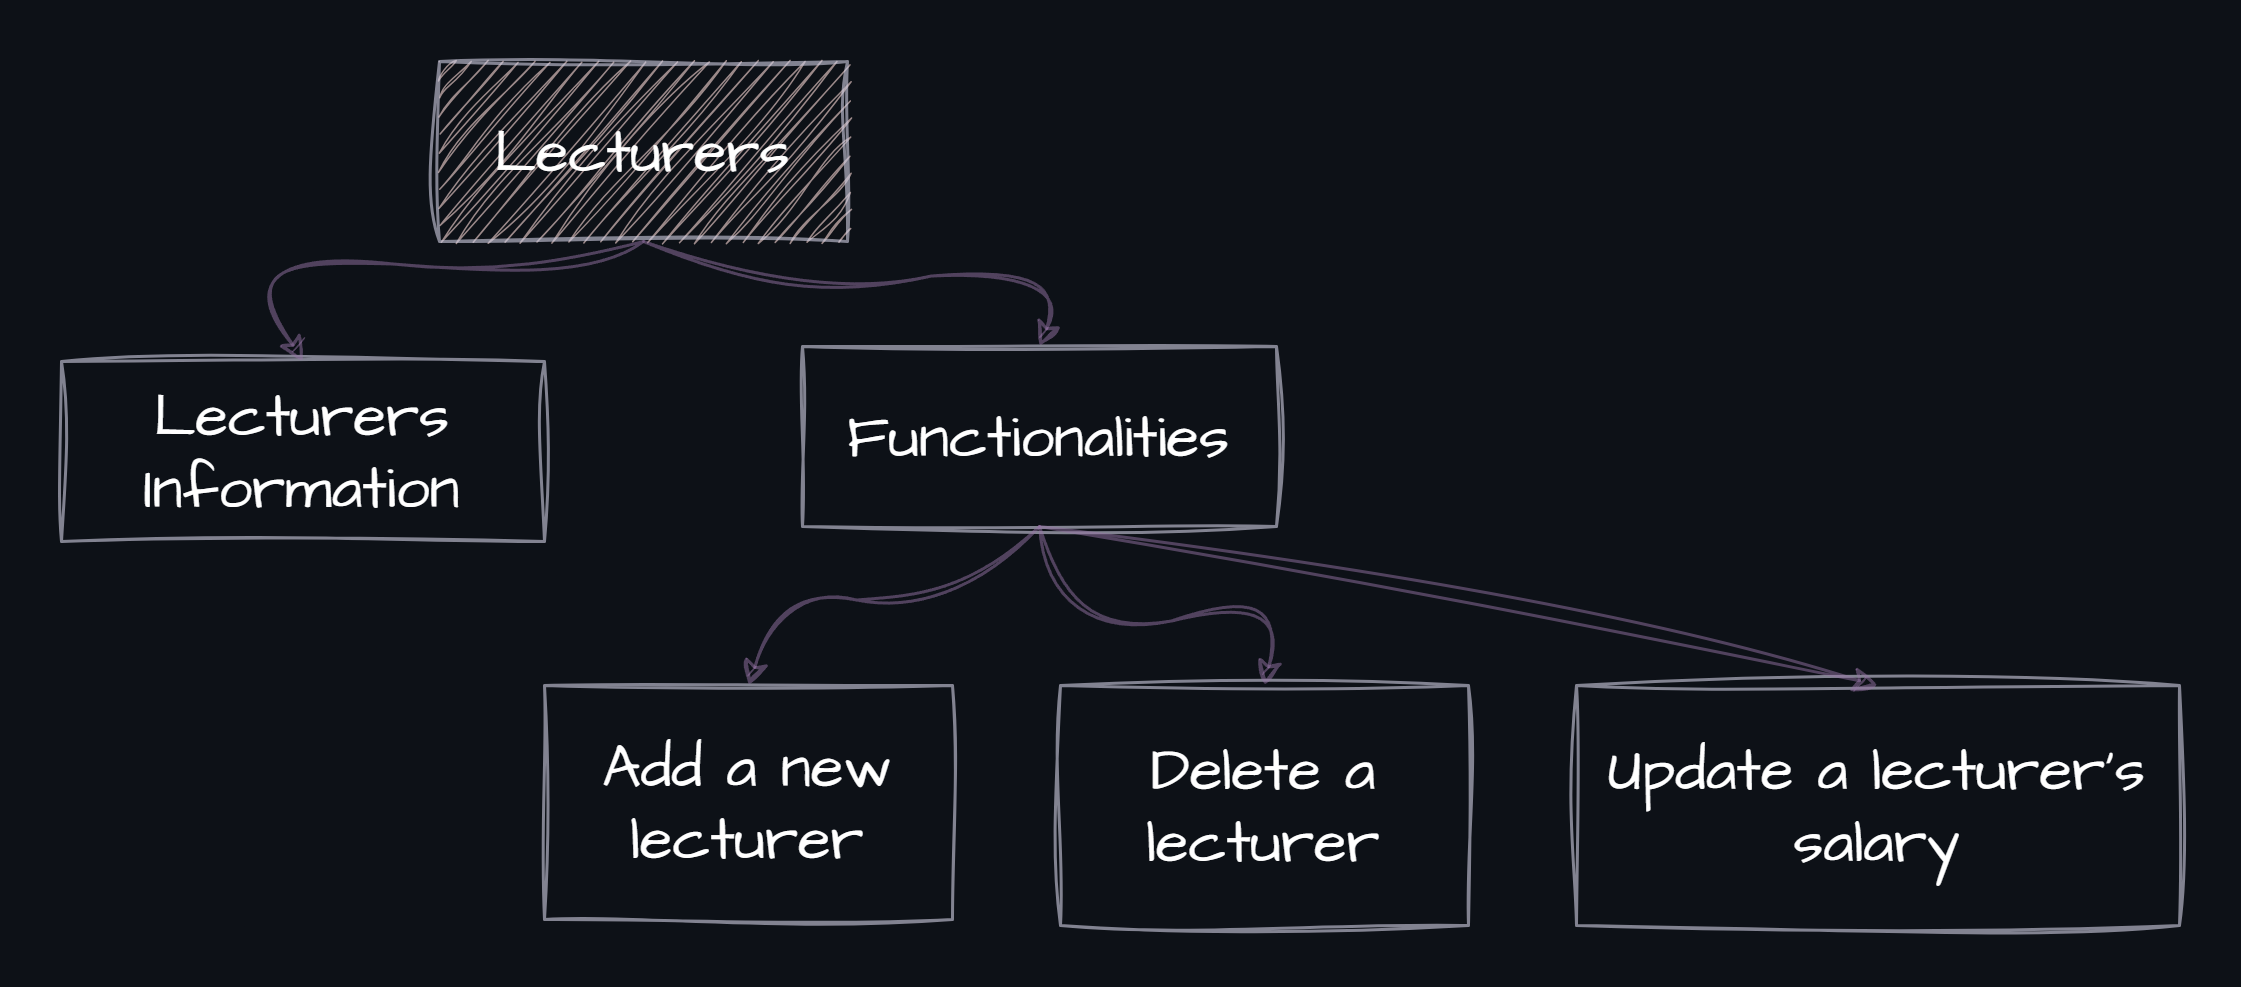 Lecturers
Lecturers
Information
Functionalities
Add a new
lecturer
Delete a
lecturer
Update a lecturer's
salary